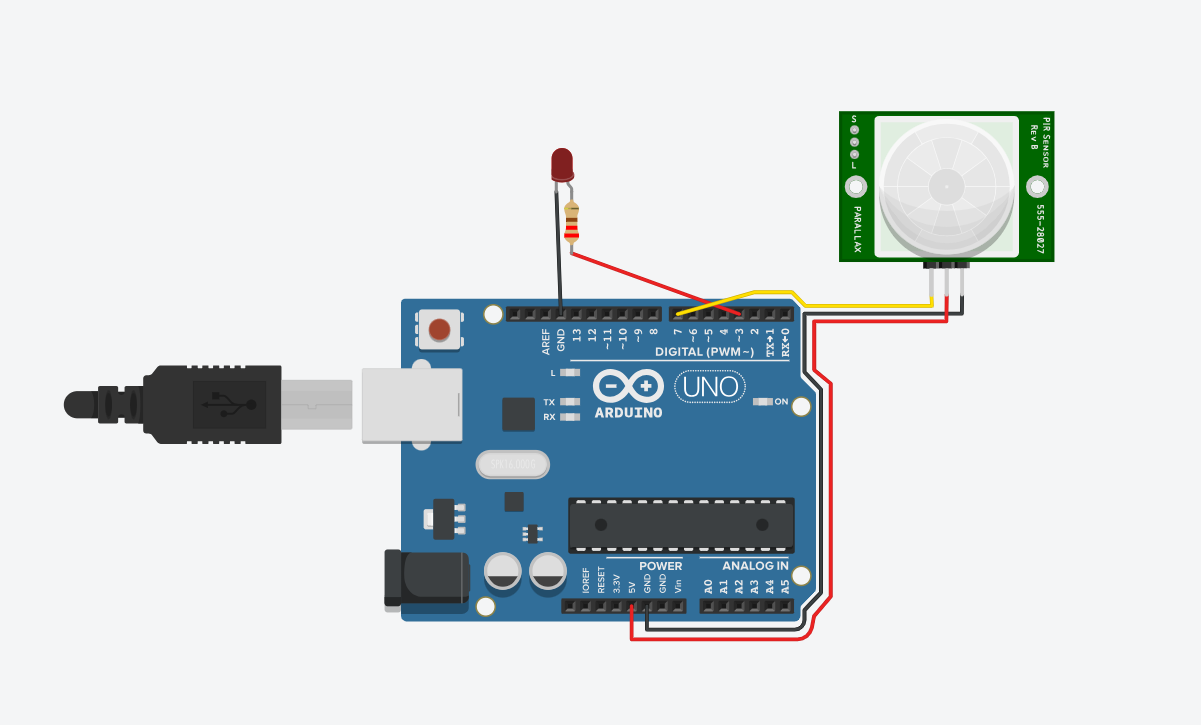 S
L
PARALLAX
PIR SENSOR
REV B
555-28027
AREF
GND
13
12
~11
~10
~9
8
7
~6
~5
4
~3
2
TX→1
RX←0
DIGITAL (PWM~)
L
TX
RX
ARDUINO
UNO
ON
POWER
ANALOG IN
IOREF
RESET
3.3V
5V
GND
GND
Vin
A0
A1
A2
A3
A4
A5